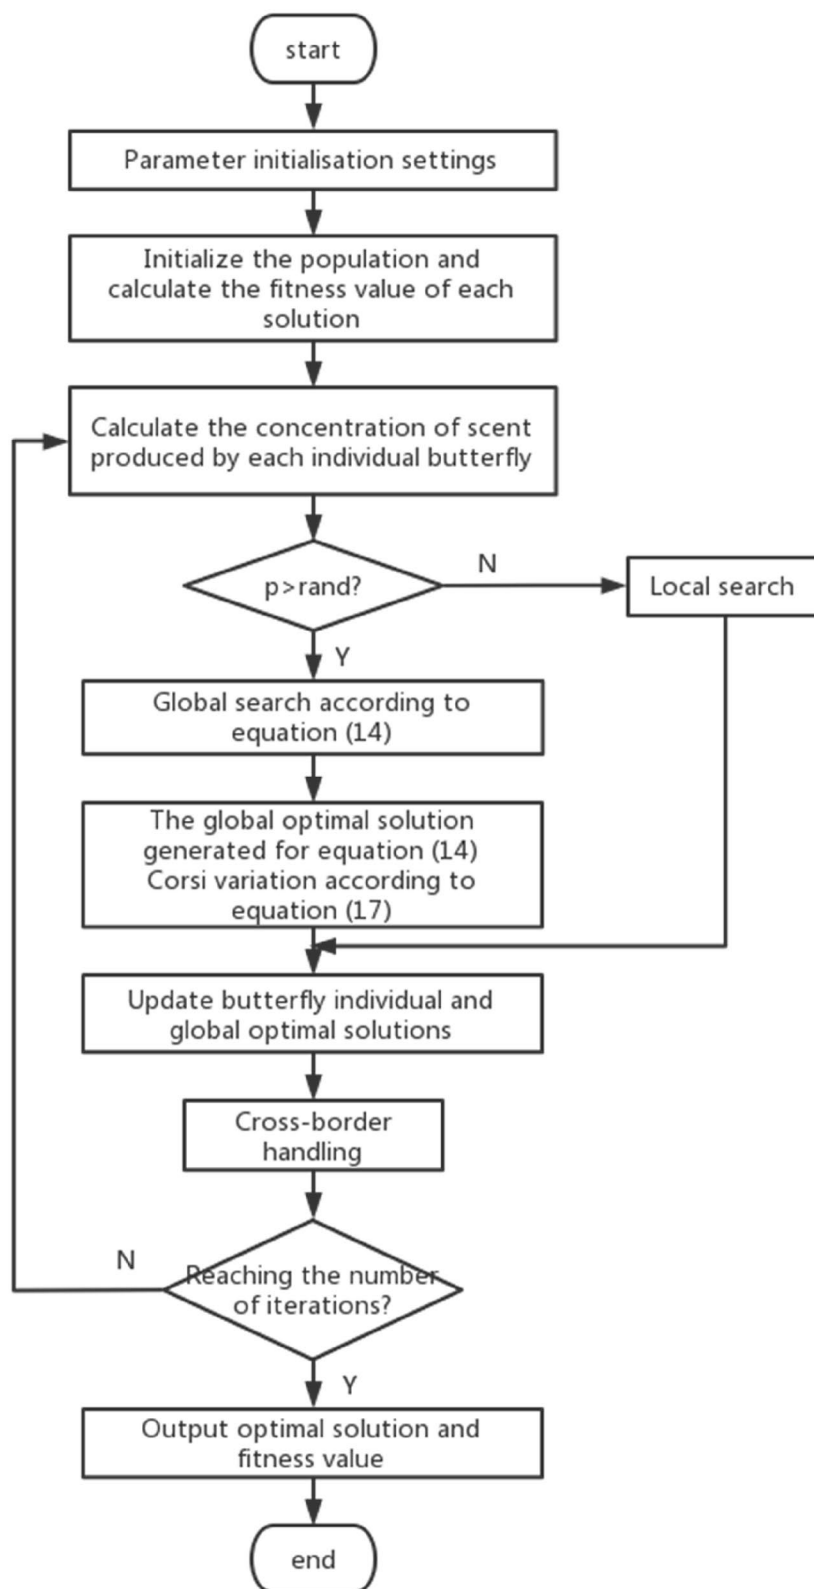 start
Parameter initialisation settings
Initialize the population and
calculate the fitness value of each
solution
Calculate the concentration of scent
produced by each individual butterfly
p>rand?
N
Local search
Y
Global search according to
equation (14)
The global optimal solution
generated for equation (14)
Corsi variation according to
equation (17)
Update butterfly individual and
global optimal solutions
Cross-border
handling
N
Reaching the number
of iterations?
Y
Output optimal solution and
fitness value
end